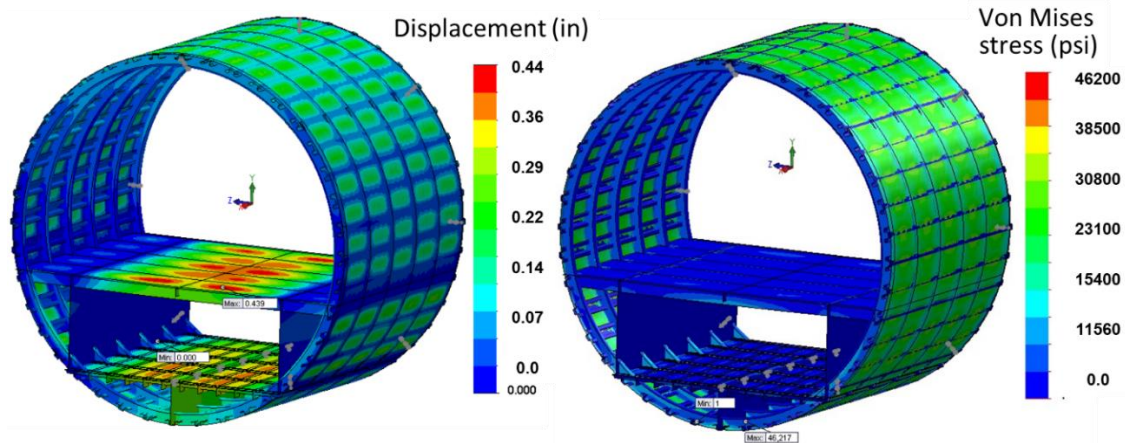 Displacement (in)
0.44
0.36
0.29
0.22
0.14
0.07
0.0
0.000
Y
Z
Max: 0.439
Min: 0.000
Von Mises
stress (psi)
46200
38500
30800
23100
15400
11560
0.0
Y
Z
Min: 1
Max: 46,217